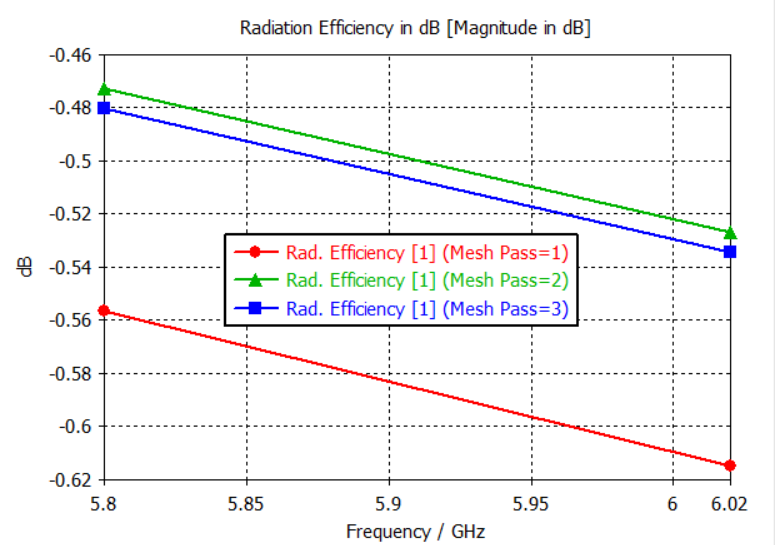 Radiation Efficiency in dB [Magnitude in dB]
-0.46
-0.48
-0.5
-0.52
-0.54
-0.56
-0.58
-0.6
-0.62
dB
Rad. Efficiency [1] (Mesh Pass=1)
Rad. Efficiency [1] (Mesh Pass=2)
Rad. Efficiency [1] (Mesh Pass=3)
5.8 5.85 5.9 5.95 6 6.02
Frequency / GHz